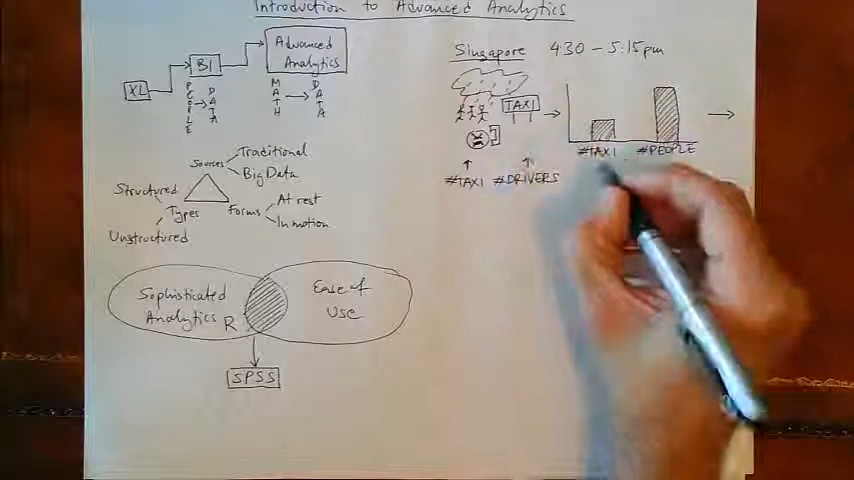 Introduction to Advanced Analytics
XL
BI
Advanced
Analytics
PEOPLE
DATA
MATH
DATA
Sources
Traditional
Big Data
Structured
Types
Unstructured
Forms
At rest
In motion
Sophisticated
Analytics R
Ease of
Use
SPSS
Singapore 430 - 5:15pm
TAXI
#TAXI #DRIVERS
#TAXI #PEOPLE